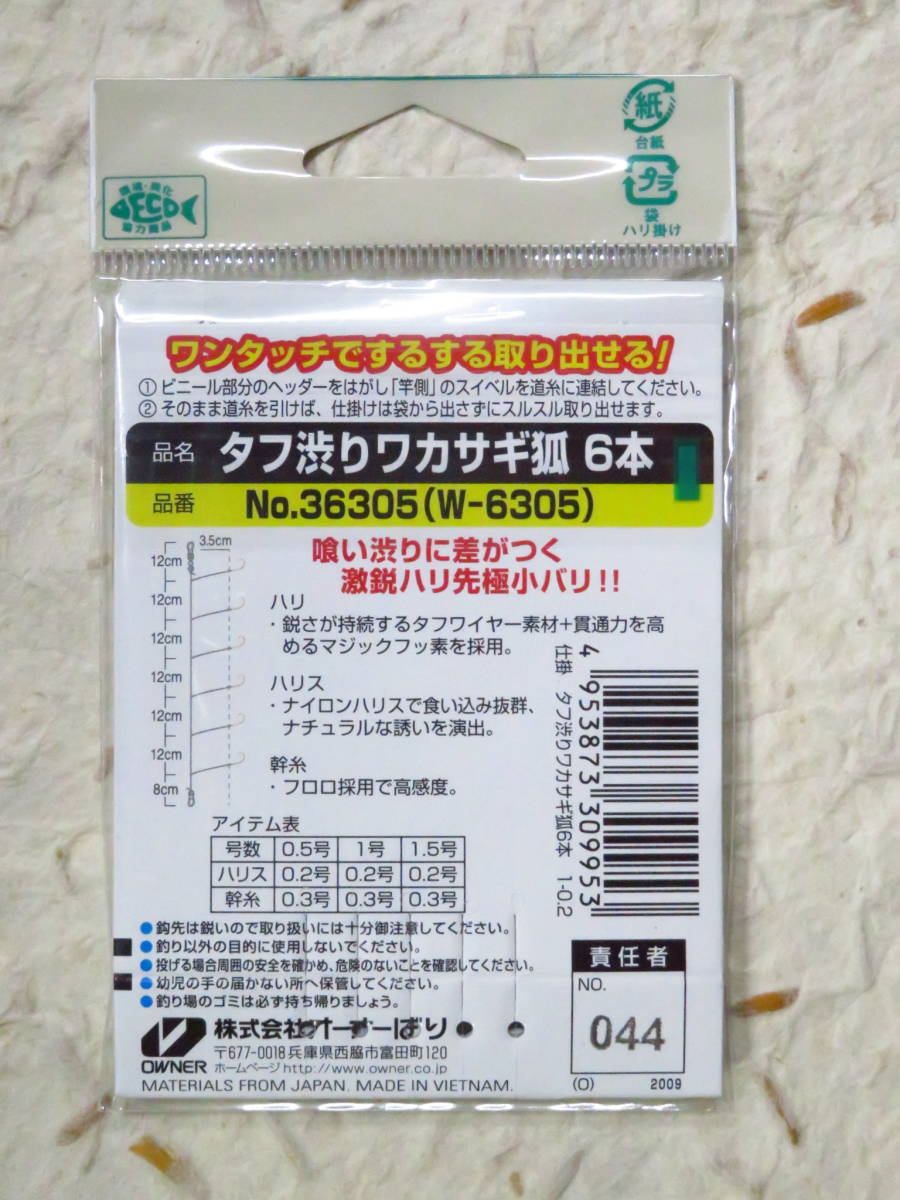 紙
台紙
プラ
袋
ハリ掛け
環境・美化
ECO
協力商品
ワンタッチでするする取り出せる!
① ビニール部分のヘッダーをはがし「竿側」のスイベルを道糸に連結してください。
② そのまま道糸を引けば、仕掛けは袋から出さずにスルスル取り出せます。
品名 タフ渋りワカサギ狐 6本
品番 No.36305(W-6305)
3.5cm
12cm
12cm
12cm
12cm
12cm
12cm
8cm
喰い渋りに差がつく
激鋭ハリ先極小バリ!!
ハリ
・鋭さが持続するタフワイヤー素材+貫通力を高
めるマジックフッ素を採用。
ハリス
・ナイロンハリスで食い込み抜群、
ナチュラルな誘いを演出。
幹糸
・フロロ採用で高感度。
仕掛 タフ渋りワカサギ狐6本 1-0.2
4 953873 309953
アイテム表
号数 0.5号 1号 1.5号
ハリス 0.2号 0.2号 0.2号
幹糸 0.3号 0.3号 0.3号
●鈎先は鋭いので取り扱いには十分御注意してください。
●釣り以外の目的に使用しないでください。
●投げる場合周囲の安全を確かめ、危険のないことを確認してください。
●幼児の手の届かない所へ保管してください。
●釣り場のゴミは必ず持ち帰りましょう。
OWNER
株式会社オーナーばり
〒677-0018 兵庫県西脇市富田町120
ホームページ http://www.owner.co.jp
MATERIALS FROM JAPAN. MADE IN VIETNAM.
責任者
NO.
044
(O) 2009